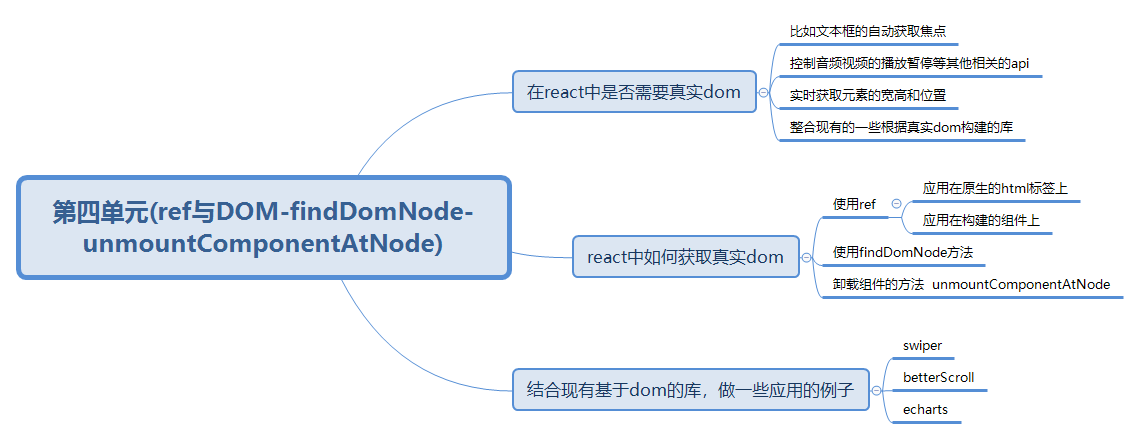 第四单元(ref与DOM-findDomNode-
unmountComponentAtNode)
在react中是否需要真实dom
比如文本框的自动获取焦点
控制音频视频的播放暂停等其他相关的api
实时获取元素的宽高和位置
整合现有的一些根据真实dom构建的库
react中如何获取真实dom
使用ref
应用在原生的html标签上
应用在构建的组件上
使用findDomNode方法
卸载组件的方法 unmountComponentAtNode
结合现有基于dom的库，做一些应用的例子
swiper
betterScroll
echarts